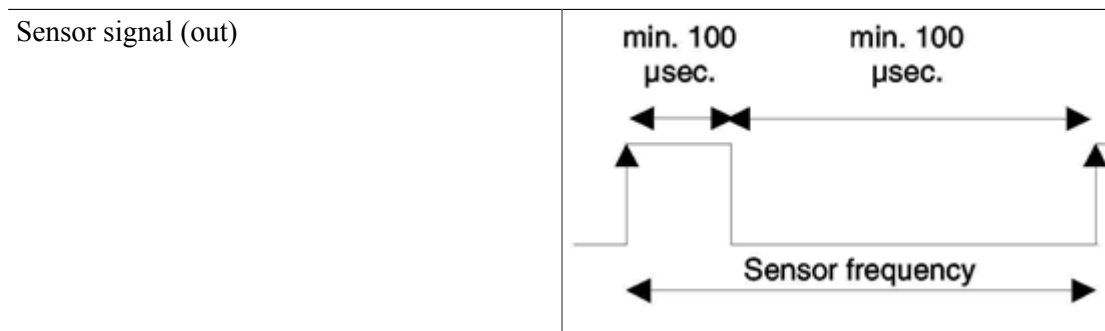 Sensor signal (out)
min. 100 min. 100
µsec. µsec.
Sensor frequency